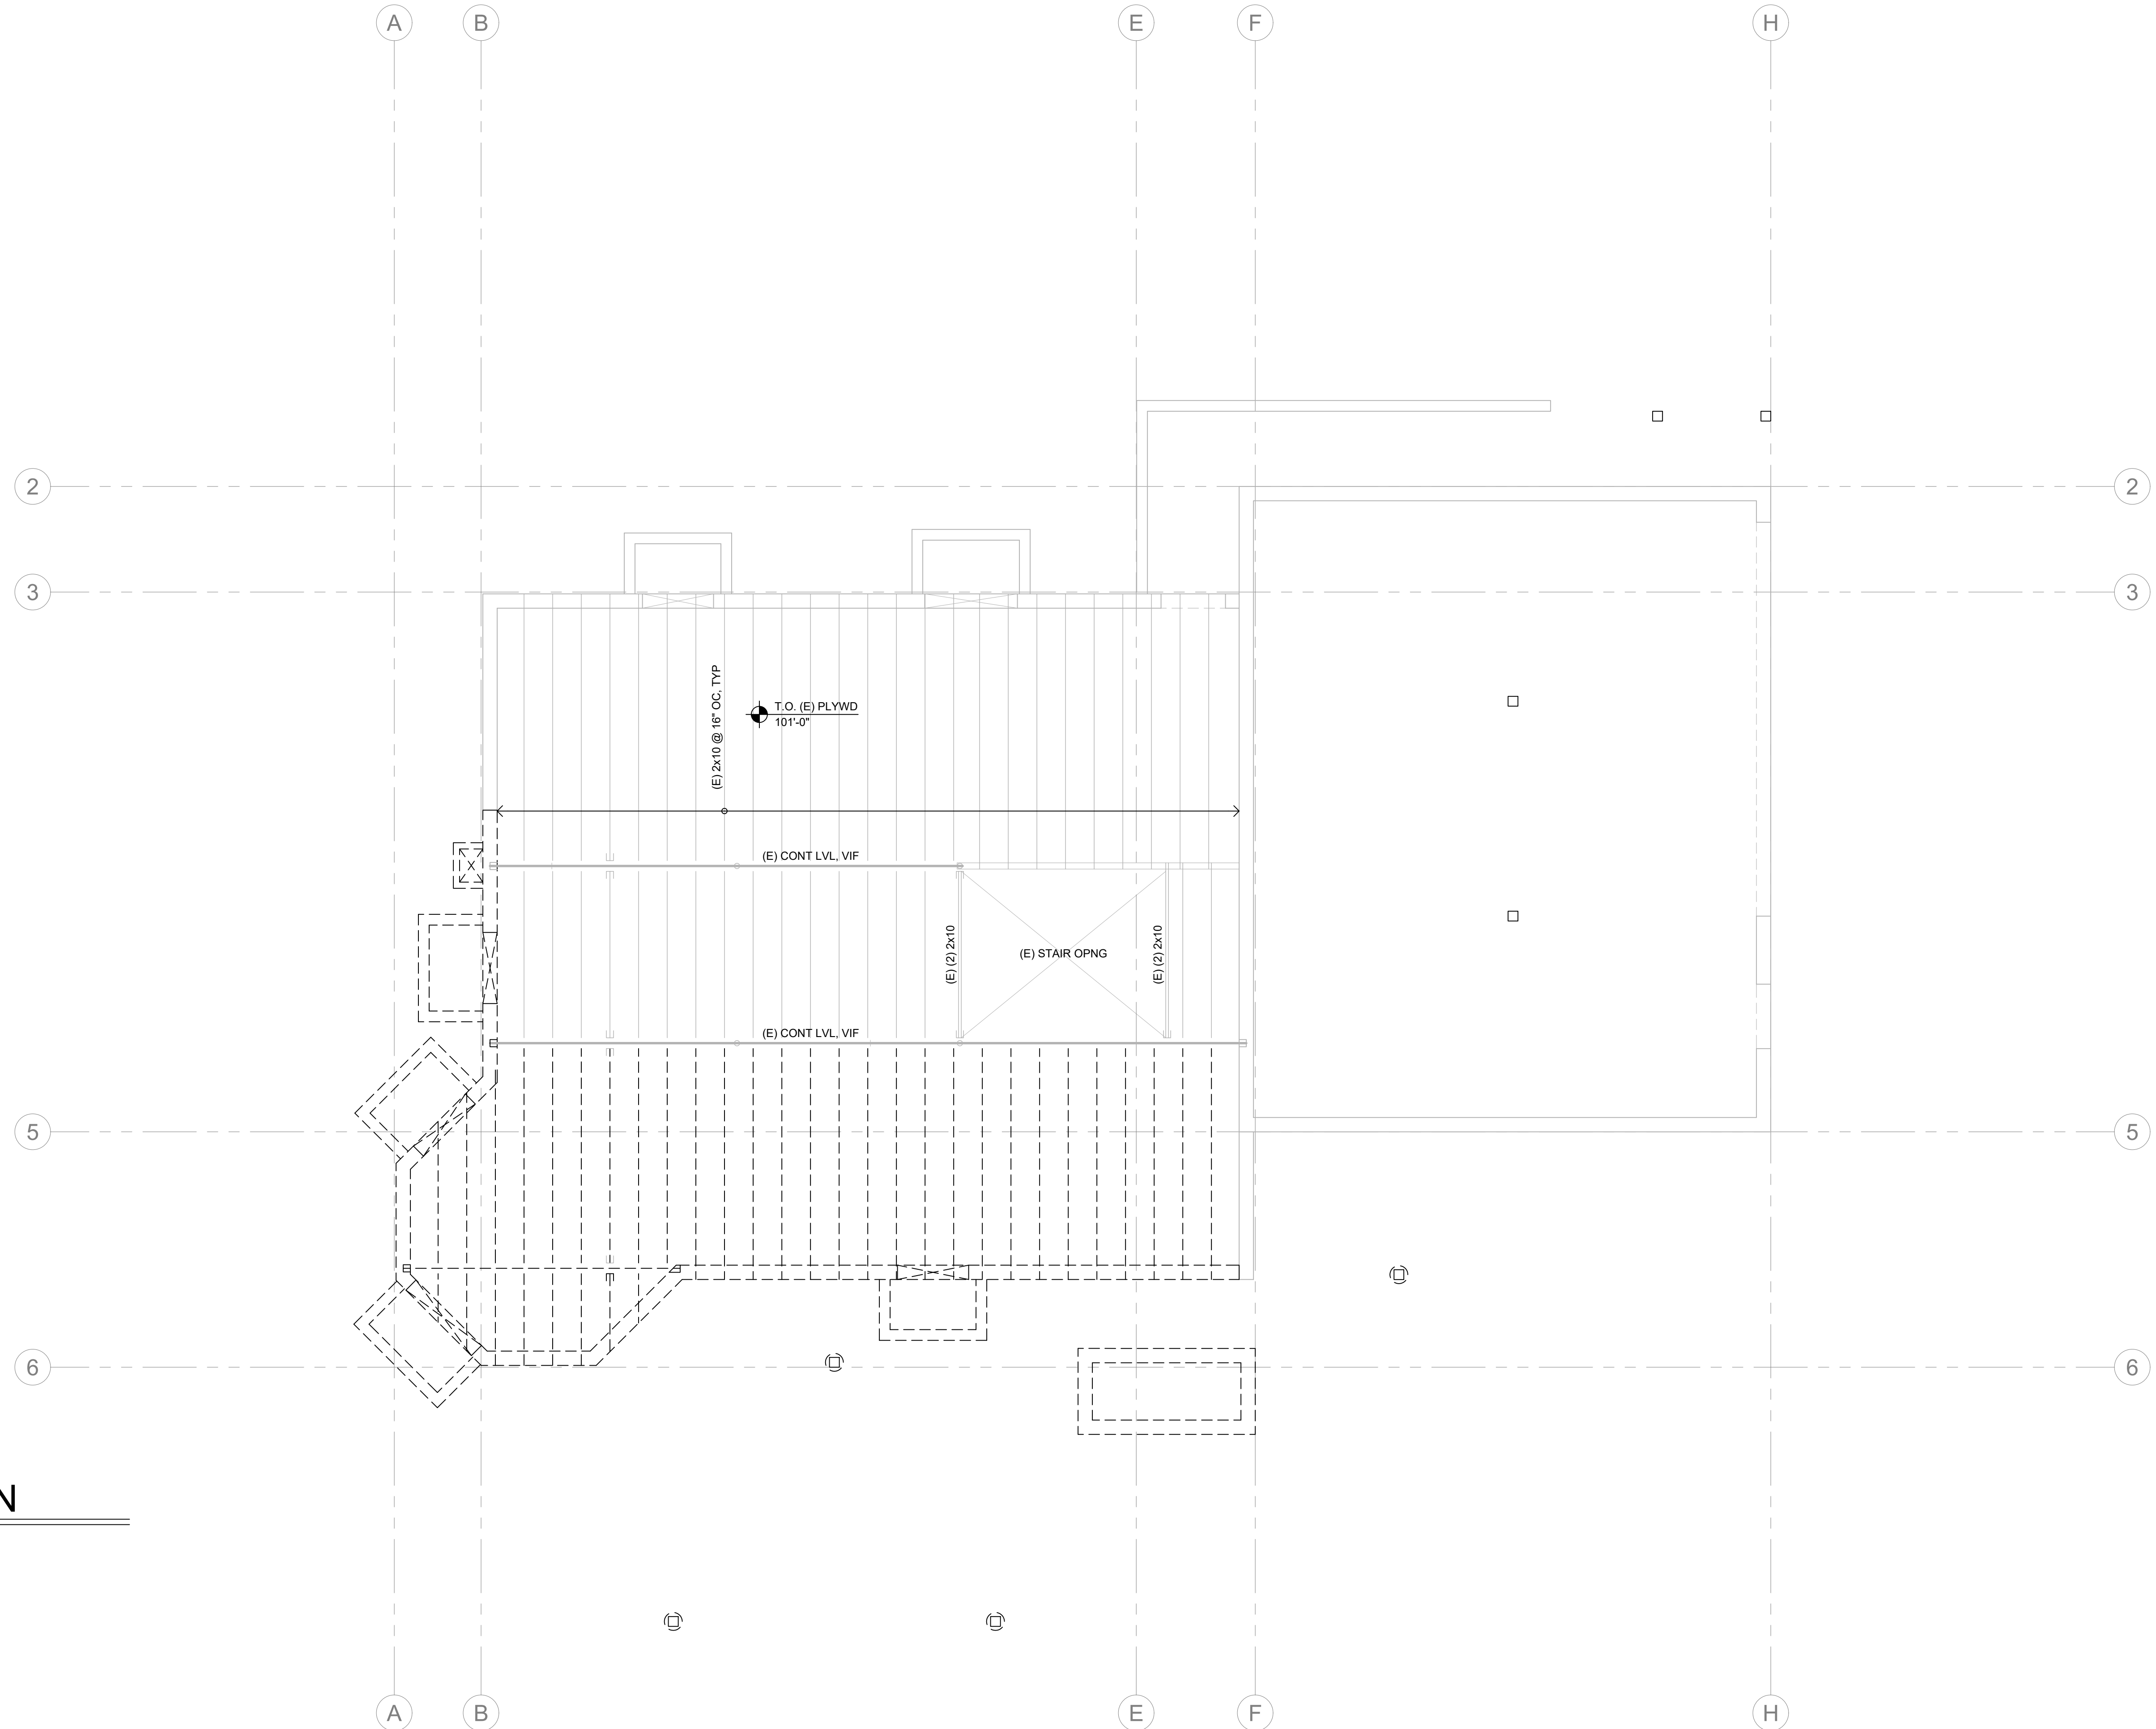 A B E F H
2 2
3 3
(E) 2x10 @ 16" OC, TYP
T.O. (E) PLYWD
101'-0"
(E) CONT LVL, VIF
(E) (2) 2x10
(E) STAIR OPNG
(E) (2) 2x10
(E) CONT LVL, VIF
5 5
6 6
N
A B E F H